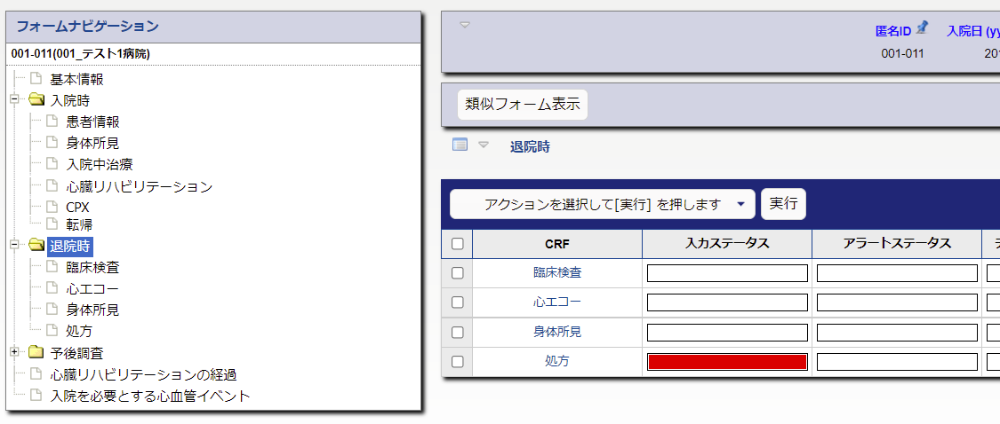 フォームナビゲーション
001-011(001_テスト1病院)
基本情報
入院時
患者情報
身体所見
入院中治療
心臓リハビリテーション
CPX
転帰
退院時
臨床検査
心エコー
身体所見
処方
予後調査
心臓リハビリテーションの経過
入院を必要とする心血管イベント
匿名ID 入院日 (yy
001-011 201
類似フォーム表示
退院時
アクションを選択して[実行] を押します 実行
CRF 入力ステータス アラートステータス
臨床検査
心エコー
身体所見
処方